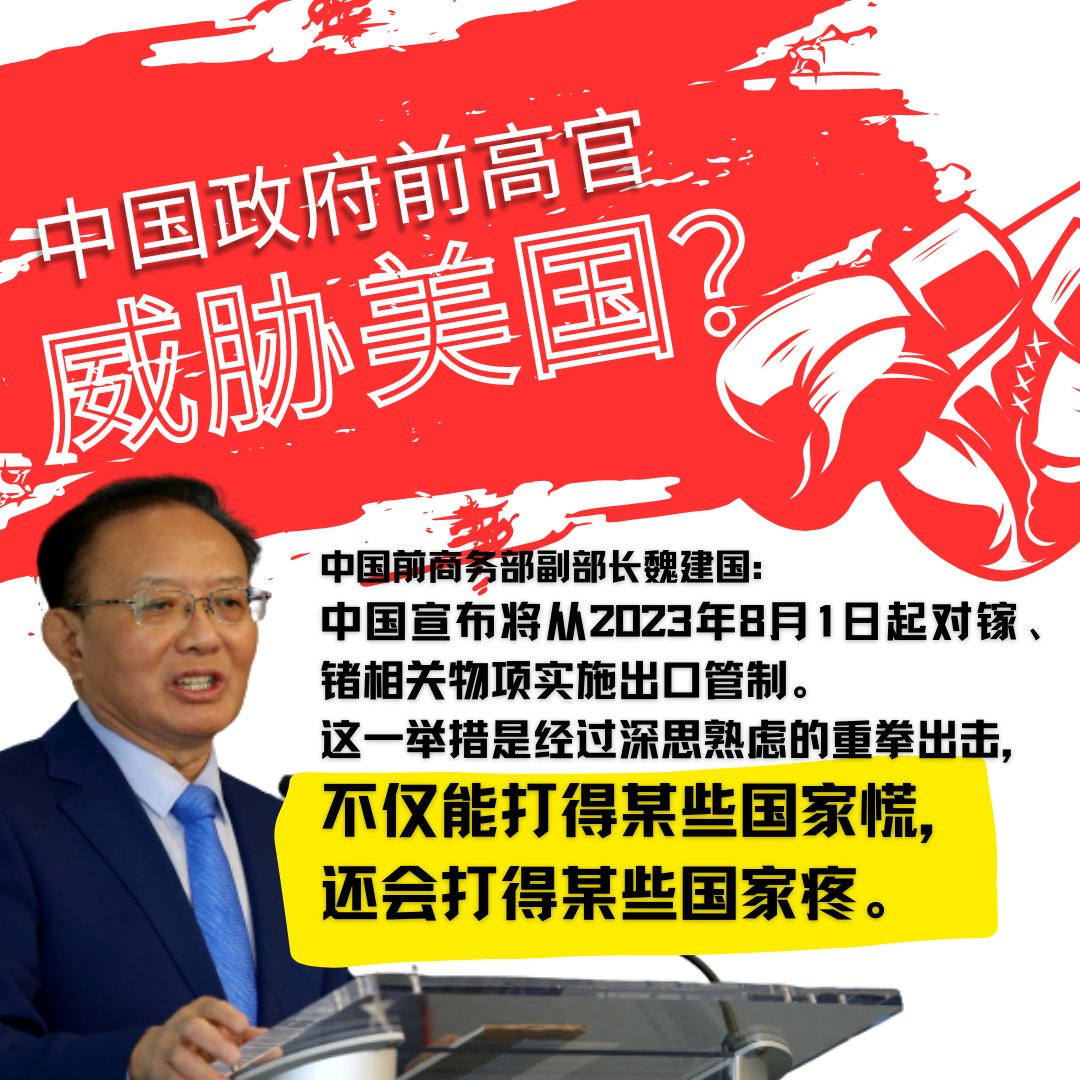 中国政府前高官
威胁美国?
中国前商务部副部长魏建国:
中国宣布将从2023年8月1日起对镓、
锗相关物项实施出口管制。
这一举措是经过深思熟虑的重拳出击,
不仅能打得某些国家慌,
还会打得某些国家疼。